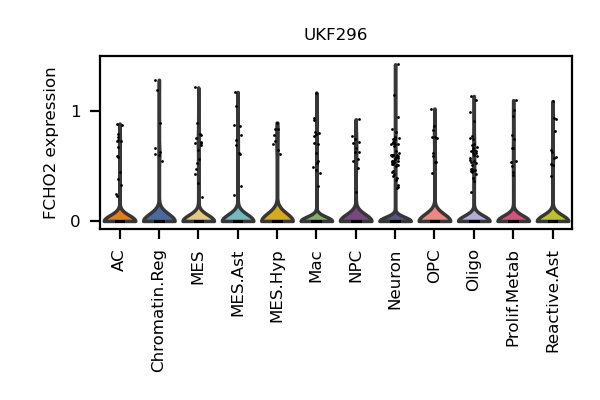 UKF296
FCHO2 expression
1
0
AC
Chromatin.Reg
MES
MES.Ast
MES.Hyp
Mac
NPC
Neuron
OPC
Oligo
Prolif.Metab
Reactive.Ast